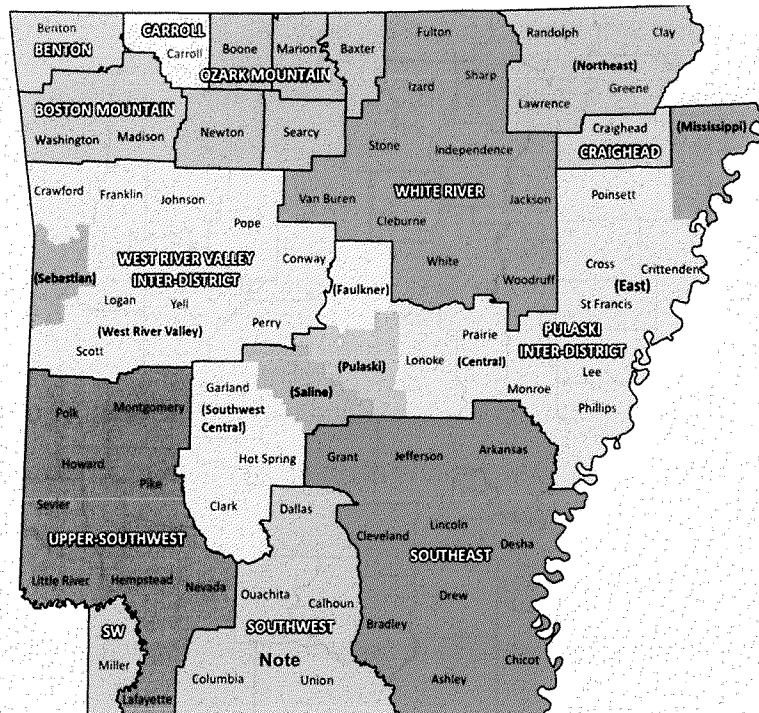 Benton
BENTON
CARROLL
Carroll
Boone
Marion
OZARK MOUNTAIN
Baxter
Fulton
Sharp
Izard
Randolph
Clay
(Northeast)
Greene
Lawrence
BOSTON MOUNTAIN
Washington
Madison
Newton
Searcy
Stone
Independence
Craighead
CRAIGHEAD
(Mississippi)
Crawford
Franklin
Johnson
Pope
Van Buren
WHITE RIVER
Cleburne
Jackson
Poinsett
WEST RIVER VALLEY
INTER-DISTRICT
Conway
(Sebastian)
Logan
Yell
(West River Valley)
Perry
Scott
(Faulkner)
White
Woodruff
Cross
Crittenden
(East)
St Francis
PULASKI
INTER-DISTRICT
Prairie
(Central)
Lonoke
(Pulaski)
(Saline)
Monroe
Lee
Phillips
Garland
(Southwest
Central)
Hot Spring
Clark
Polk
Montgomery
Howard
Pike
Sevier
UPPER-SOUTHWEST
Little River
Hempstead
Nevada
Grant
Jefferson
Arkansas
Dallas
Cleveland
Lincoln
Desha
SOUTHEAST
Ouachita
Calhoun
Drew
Bradley
SW
Miller
Lafayette
SOUTHWEST
Note
Columbia
Union
Ashley
Chicot